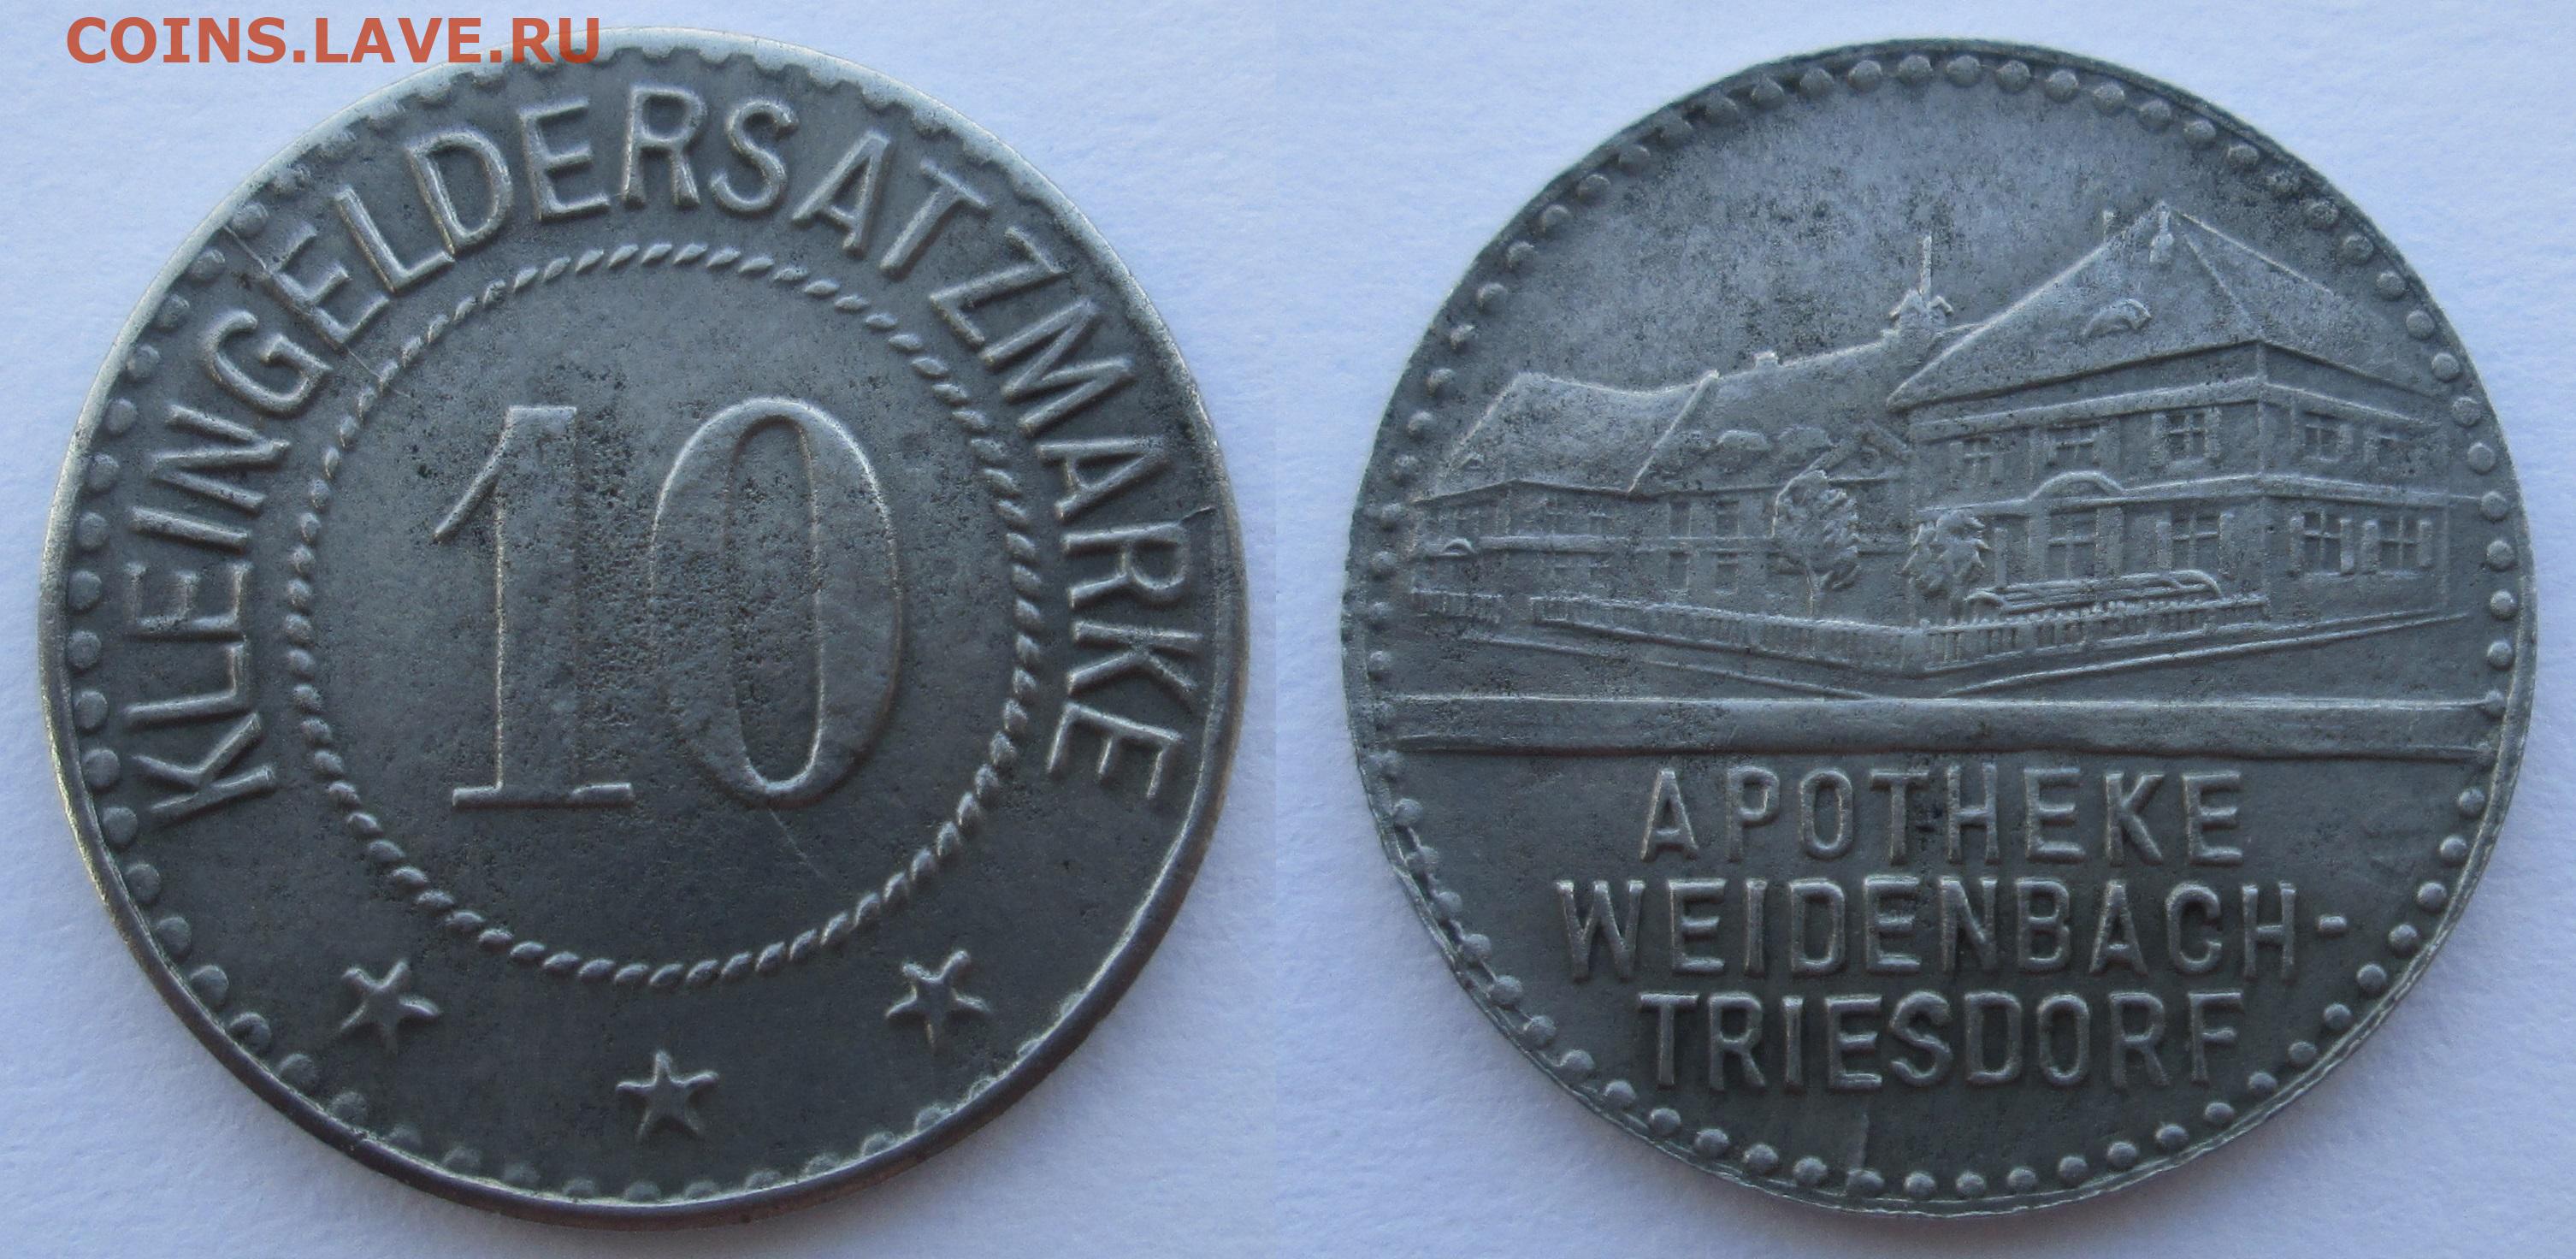 COINS.LAVE.RU
KLEINGELDERSATZMARKE
10
APOTHEKE
WEIDENBACH-
TRIESDORF